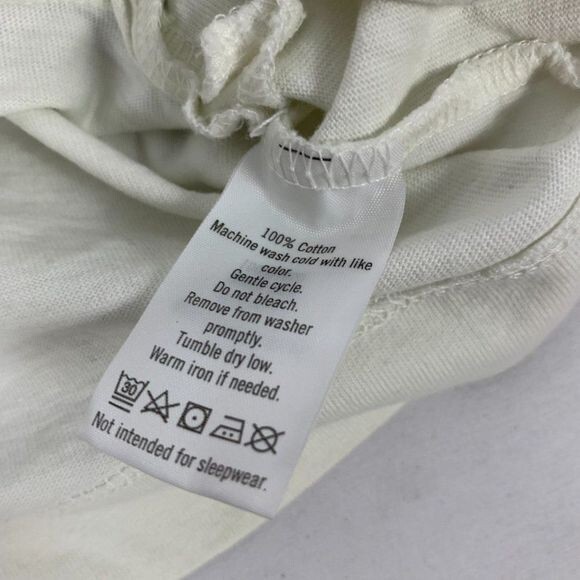 100% Cotton
Machine wash cold with like
color.
Gentle cycle.
Do not bleach.
Remove from washer
promptly.
Tumble dry low.
Warm iron if needed.
30
Not intended for sleepwear.